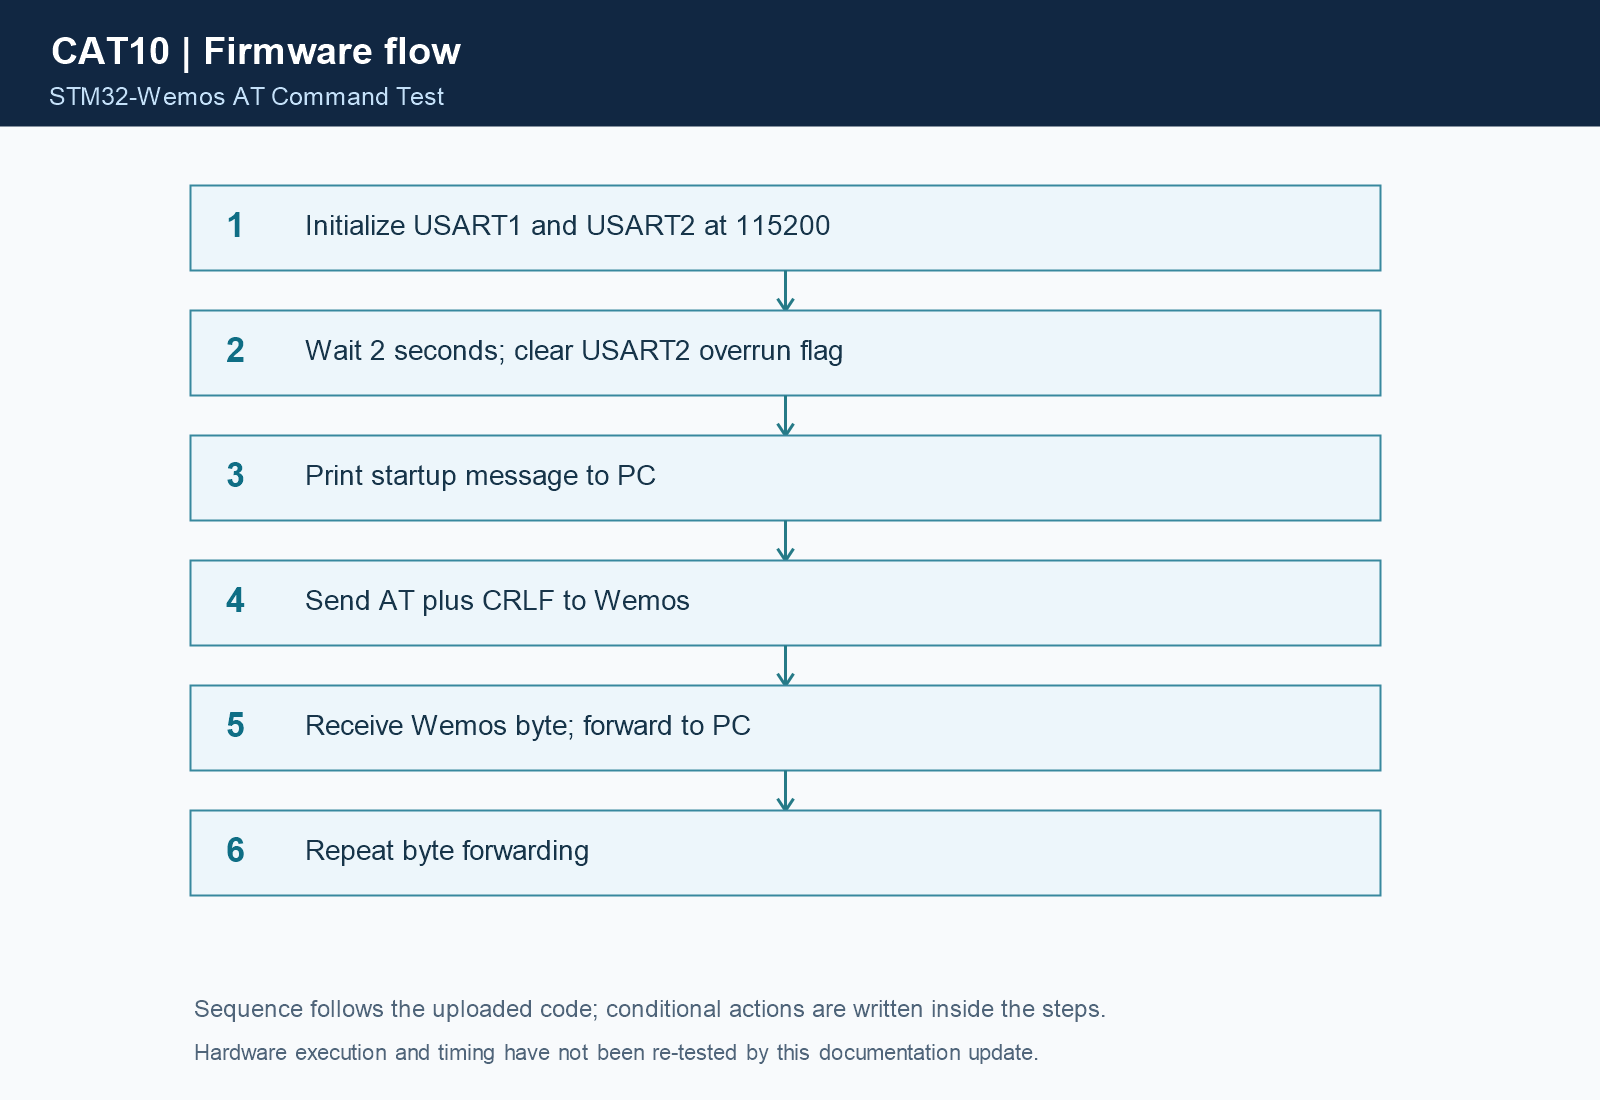 CAT10 | Firmware flow
STM32-Wemos AT Command Test
1 Initialize USART1 and USART2 at 115200
2 Wait 2 seconds; clear USART2 overrun flag
3 Print startup message to PC
4 Send AT plus CRLF to Wemos
5 Receive Wemos byte; forward to PC
6 Repeat byte forwarding
Sequence follows the uploaded code; conditional actions are written inside the steps.
Hardware execution and timing have not been re-tested by this documentation update.